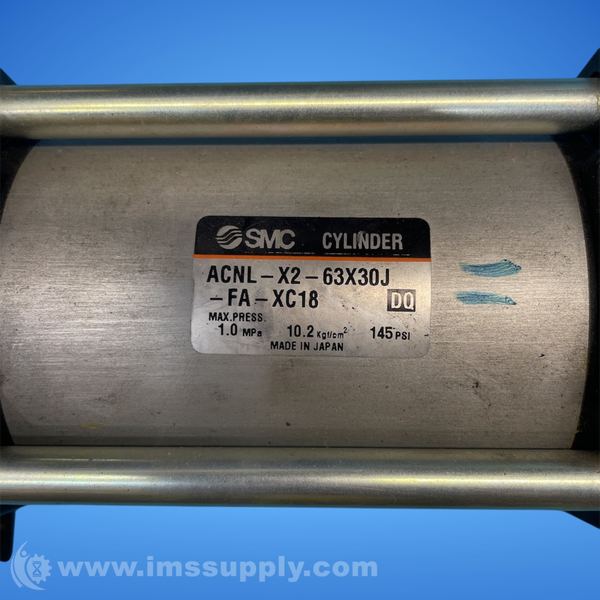 SMC CYLINDER
ACNL-X2-63X30J
-FA-XC18 DQ
MAX.PRESS.
1.0 MPa 10.2 Kgf/cm² 145 PSI
MADE IN JAPAN
www.imssupply.com